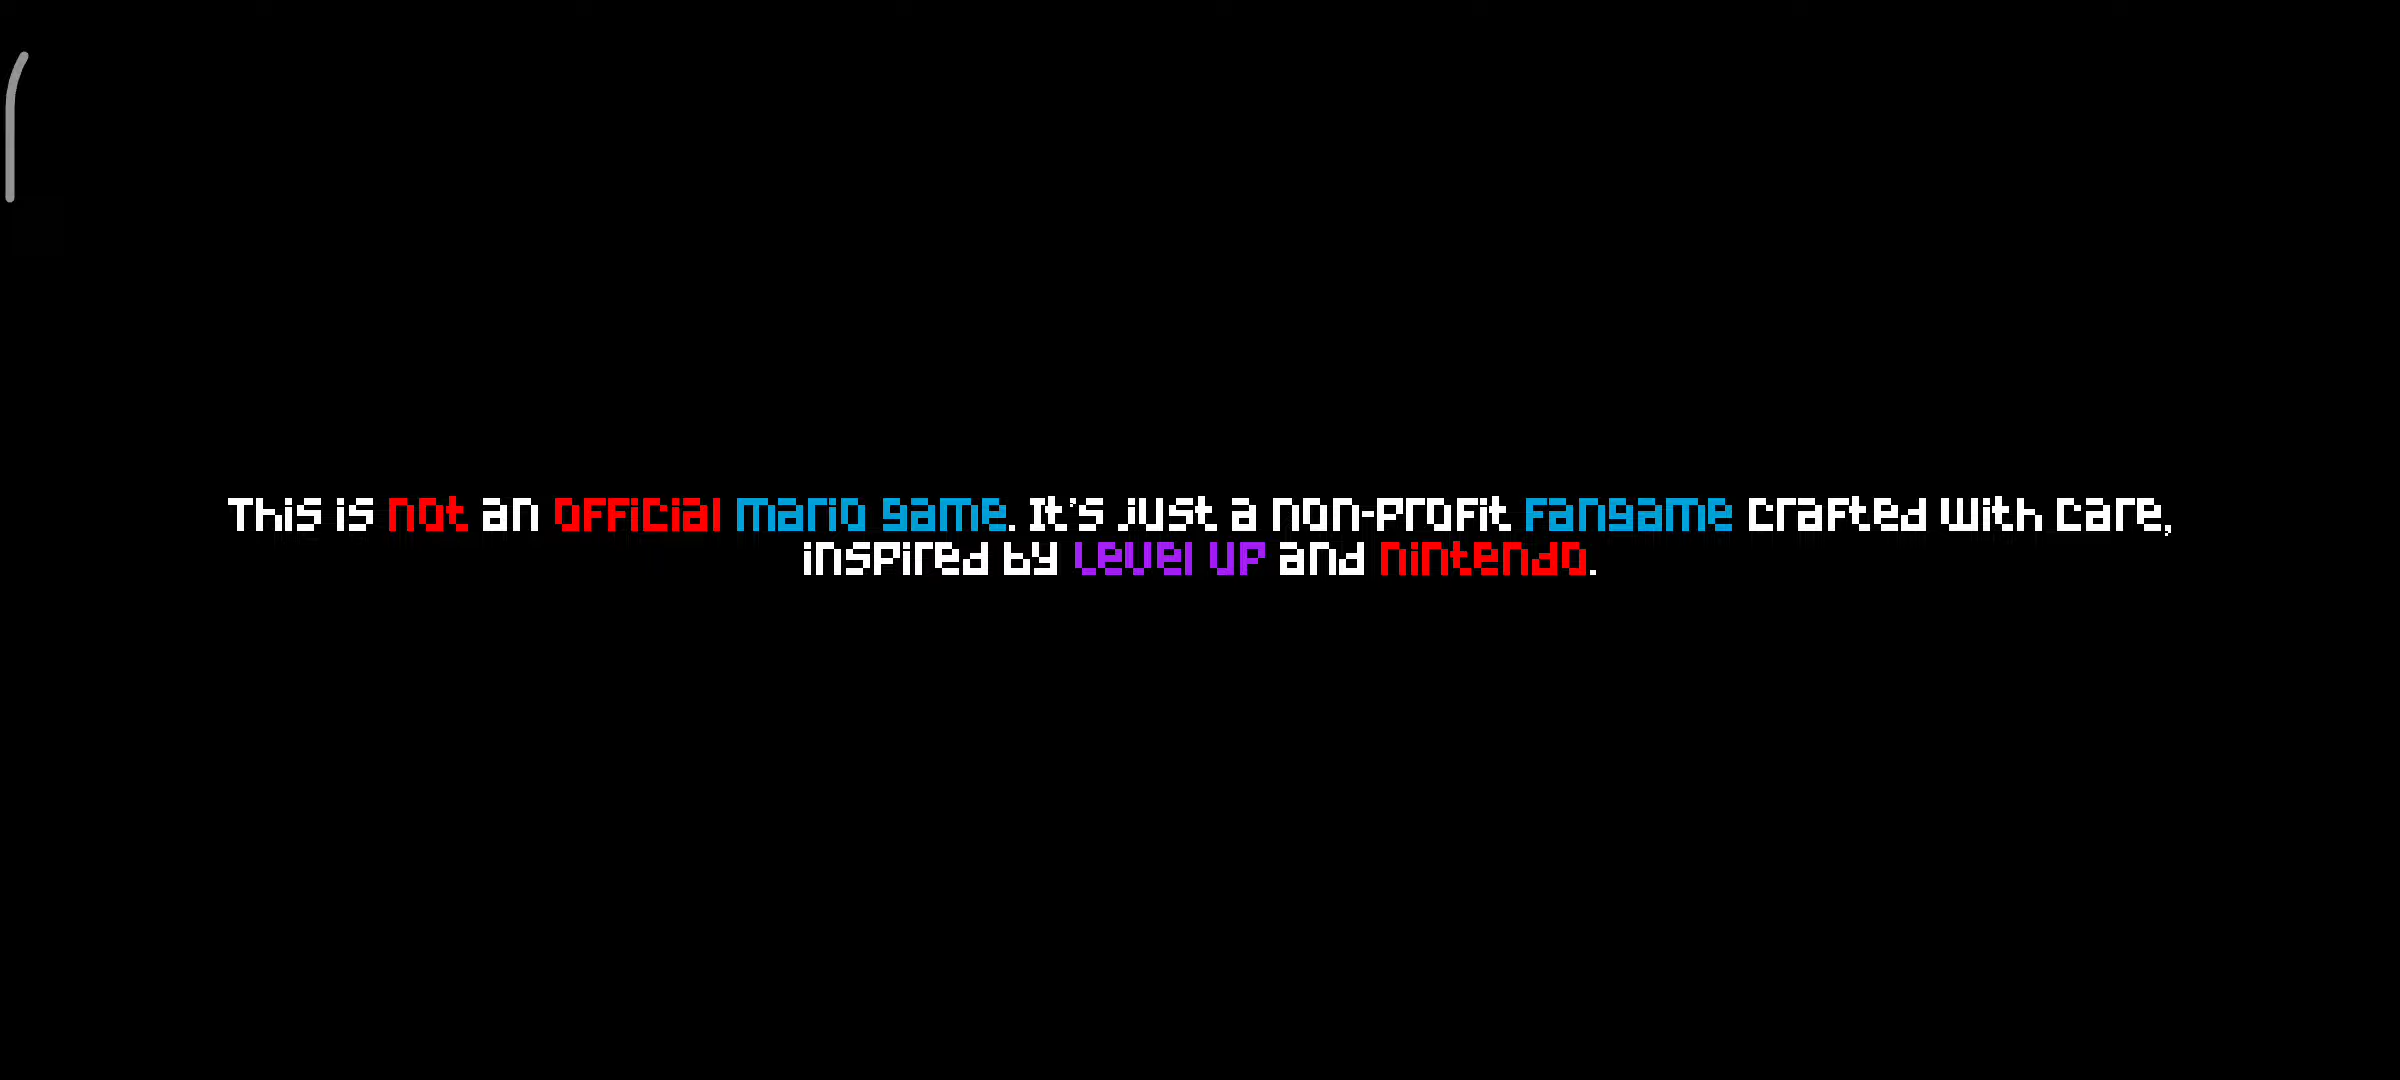 This is not an official mario game. It's just a non-profit fangame crafted with care,
inspired by Level UP and nintendo.